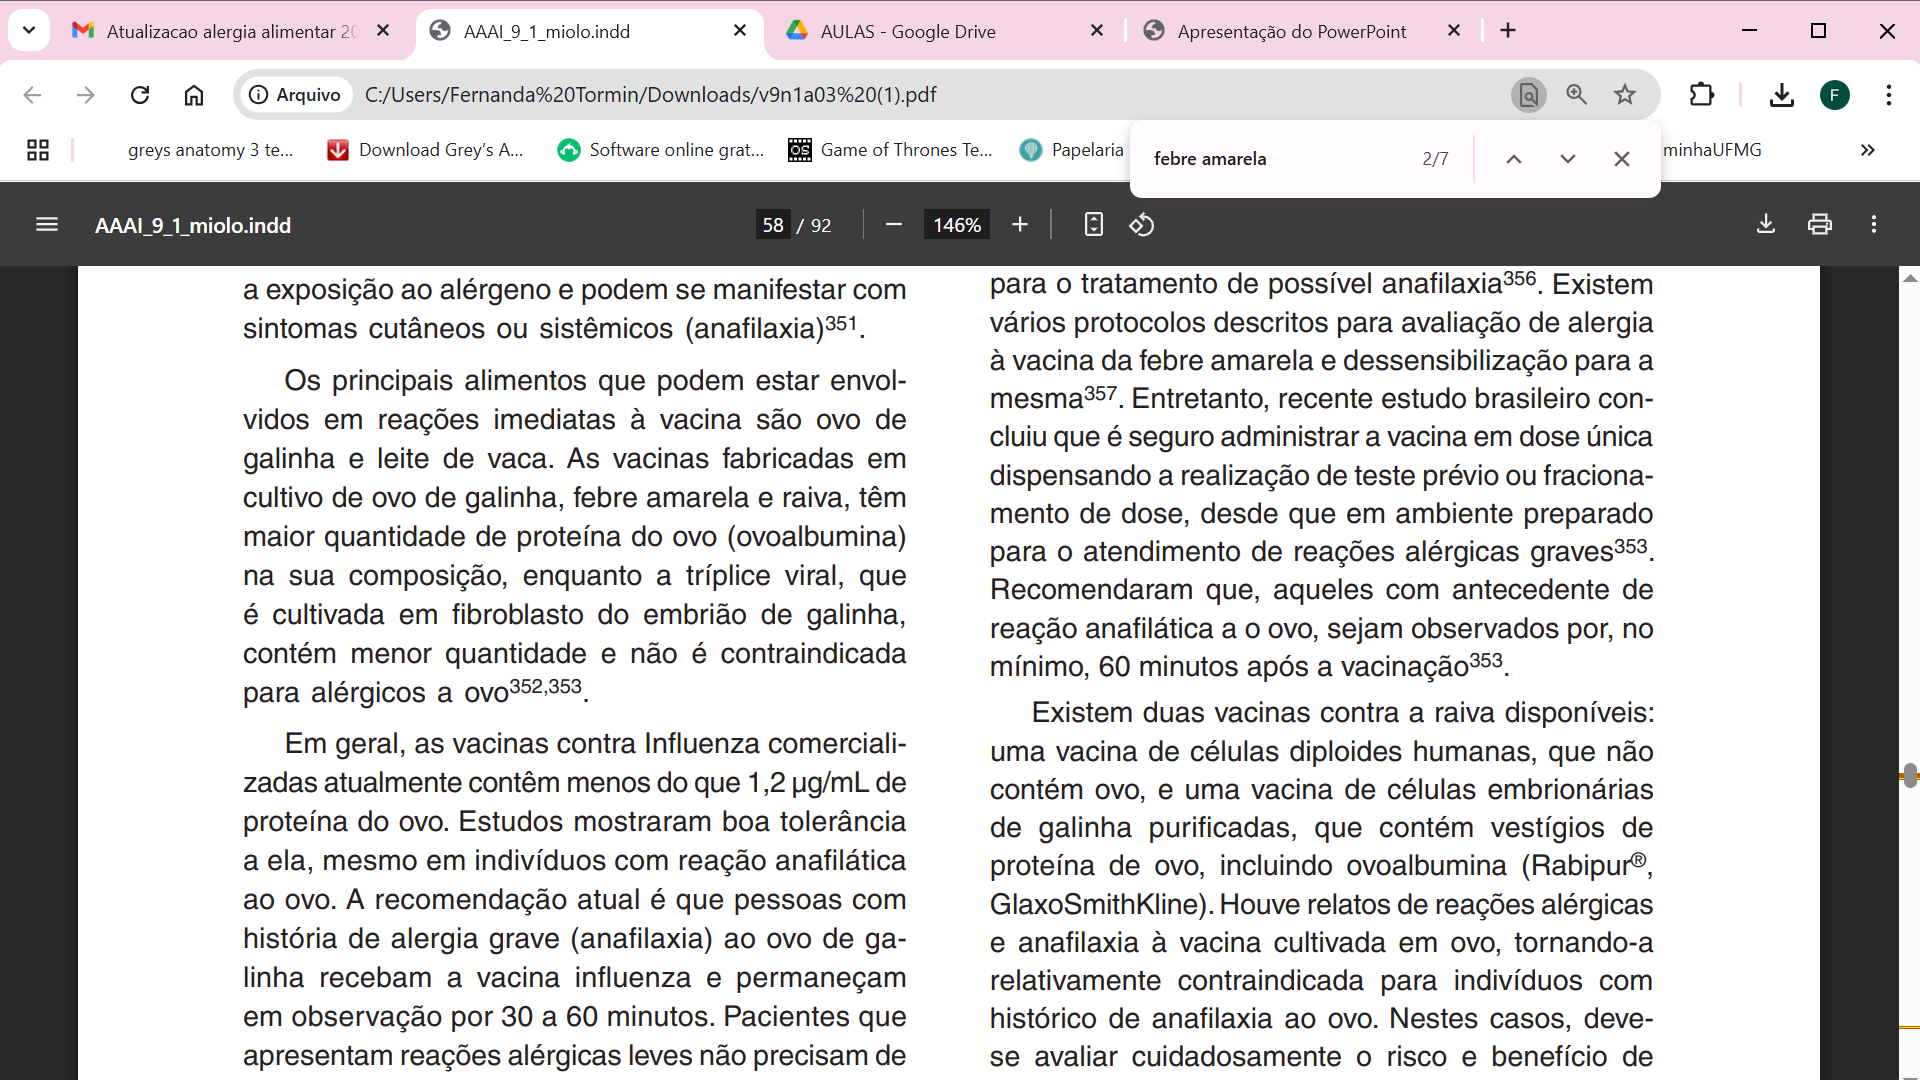 Atualizacao alergia alimentar 20
AAAI_9_1_miolo.indd
AULAS - Google Drive
Apresentação do PowerPoint
Arquivo
C:/Users/Fernanda%20Tormin/Downloads/v9n1a03%20(1).pdf
F
greys anatomy 3 te...
Download Grey's A...
Software online grat...
OS
Game of Thrones Te...
Papelaria
minhaUFMG
febre amarela
2/7
AAAI_9_1_miolo.indd
58 / 92
146%
a exposição ao alérgeno e podem se manifestar com
sintomas cutâneos ou sistêmicos (anafilaxia)351.
Os principais alimentos que podem estar envol-
vidos em reações imediatas à vacina são ovo de
galinha e leite de vaca. As vacinas fabricadas em
cultivo de ovo de galinha, febre amarela e raiva, têm
maior quantidade de proteína do ovo (ovoalbumina)
na sua composição, enquanto a tríplice viral, que
é cultivada em fibroblasto do embrião de galinha,
contém menor quantidade e não é contraindicada
para alérgicos a ovo352,353.
Em geral, as vacinas contra Influenza comerciali-
zadas atualmente contêm menos do que 1,2 µg/mL de
proteína do ovo. Estudos mostraram boa tolerância
a ela, mesmo em indivíduos com reação anafilática
ao ovo. A recomendação atual é que pessoas com
história de alergia grave (anafilaxia) ao ovo de ga-
linha recebam a vacina influenza e permaneçam
em observação por 30 a 60 minutos. Pacientes que
apresentam reações alérgicas leves não precisam de
para o tratamento de possível anafilaxia356. Existem
vários protocolos descritos para avaliação de alergia
à vacina da febre amarela e dessensibilização para a
mesma357. Entretanto, recente estudo brasileiro con-
cluiu que é seguro administrar a vacina em dose única
dispensando a realização de teste prévio ou fraciona-
mento de dose, desde que em ambiente preparado
para o atendimento de reações alérgicas graves353.
Recomendaram que, aqueles com antecedente de
reação anafilática a o ovo, sejam observados por, no
mínimo, 60 minutos após a vacinação353.
Existem duas vacinas contra a raiva disponíveis:
uma vacina de células diploides humanas, que não
contém ovo, e uma vacina de células embrionárias
de galinha purificadas, que contém vestígios de
proteína de ovo, incluindo ovoalbumina (Rabipur®,
GlaxoSmithKline). Houve relatos de reações alérgicas
e anafilaxia à vacina cultivada em ovo, tornando-a
relativamente contraindicada para indivíduos com
histórico de anafilaxia ao ovo. Nestes casos, deve-
se avaliar cuidadosamente o risco e benefício de